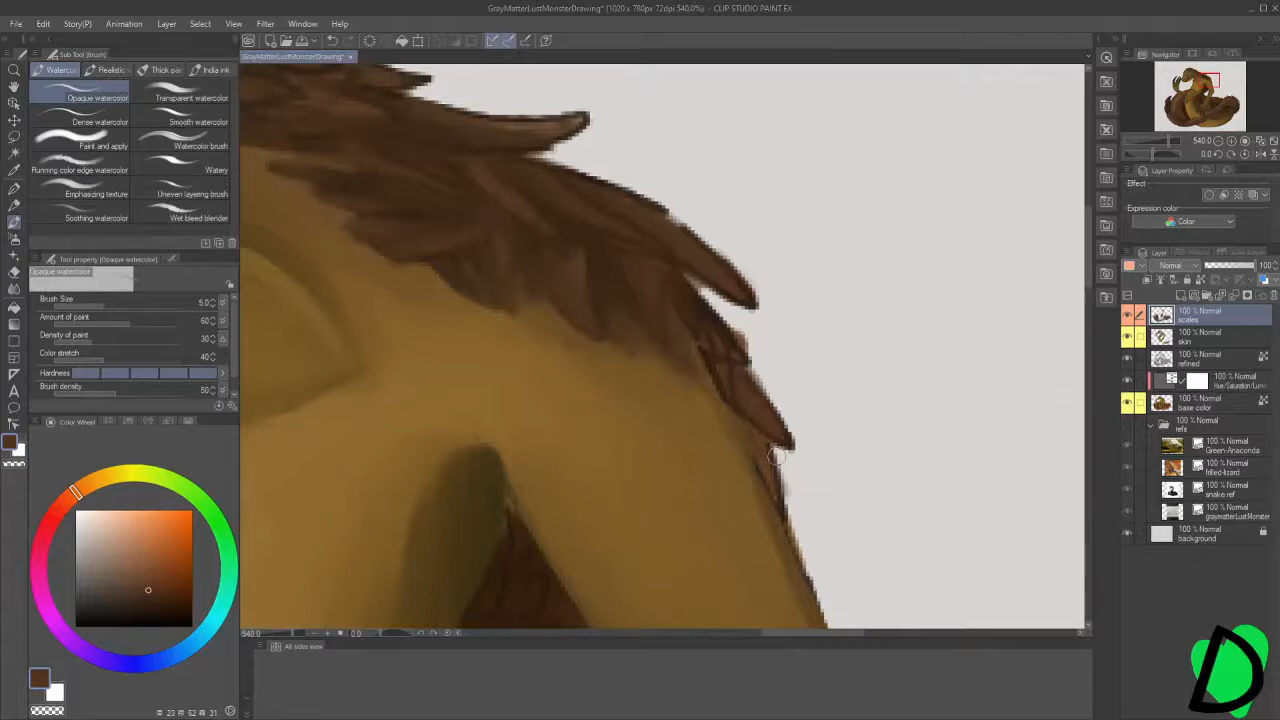 GrayMatterLustMonsterDrawing* (1020 x 780px 72dpi 540.0%) - CLIP STUDIO PAINT EX
File Edit Story(P) Animation Layer Select View Filter Window Help
Sub Tool (Brush)
GrayMatterLustMonsterDrawing*
Navigator
Watercol Realistic Thick pai India ink
Opaque watercolor Transparent watercolor
Dense watercolor Smooth watercolor
Paint and apply Watercolor brush
Running color edge watercolor Watery
Emphasizing texture Uneven layering brush
Soothing watercolor Wet bleed blender
540.0
0.0
Layer Property
Effect
Expression color
Color
Layer
Normal 100
100 % Normal
scales
100 % Normal
skin
100 % Normal
refined
100 % Normal
Hue/Saturation/Lumi
100 % Normal
base color
100 % Normal
refs
100 % Normal
Green-Anaconda
100 % Normal
frilled-lizard
100 % Normal
snake ref
100 % Normal
graymatterLustMonster
100 % Normal
background
Tool property [Opaque watercolor]
Opaque watercolor
Brush Size 5.0
Amount of paint 60
Density of paint 30
Color stretch 40
Hardness
Brush density 50
Color Wheel
540.0 0.0
All sides view
23 62 31
D